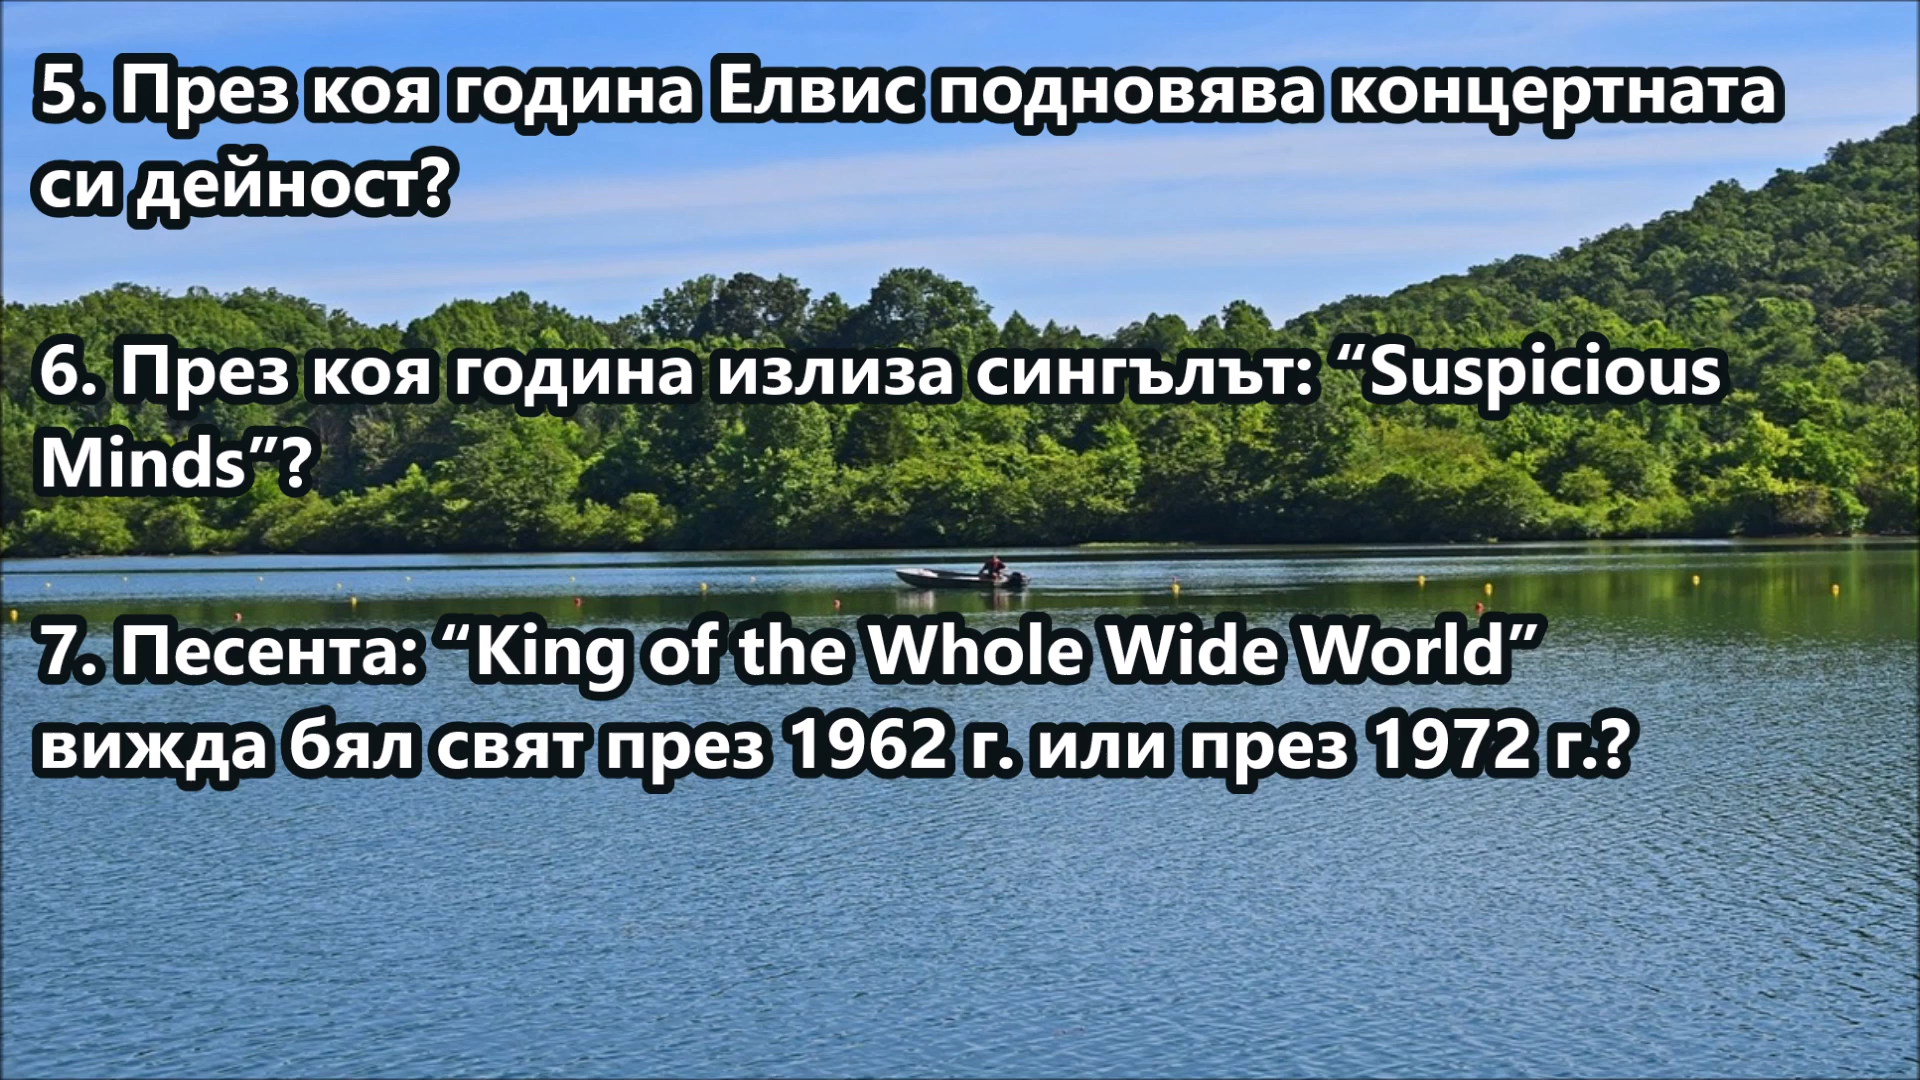 5. През коя година Елвис подновява концертната
си дейност?
6. През коя година излиза сингълът: “Suspicious
Minds”?
7. Песента: “King of the Whole Wide World”
вижда бял свят през 1962 г. или през 1972 г.?